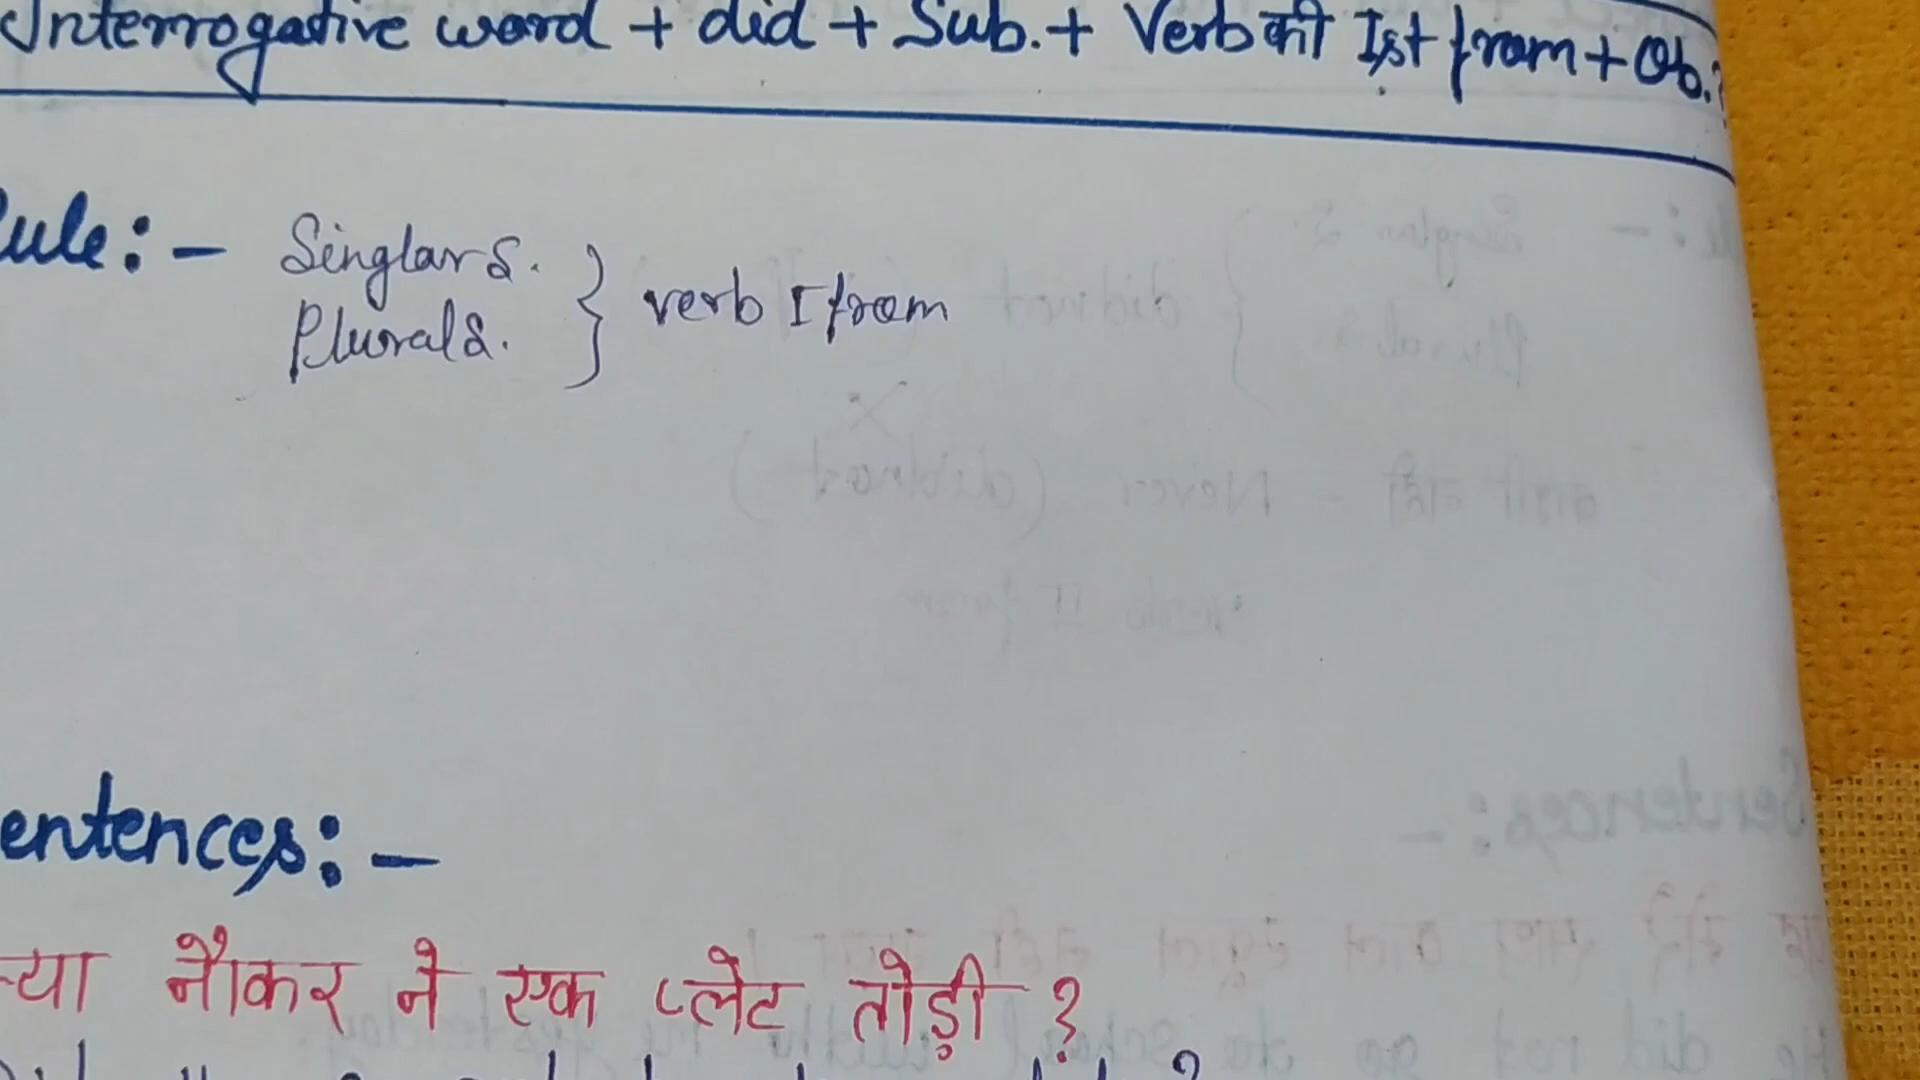 Interrogative word + did + Sub. + Verb की Ist from + Ob.?
ule:-
Singlar S.
Plural S.
} verb I from
entences:-
क्या नौकर ने एक प्लेट तोड़ी ?